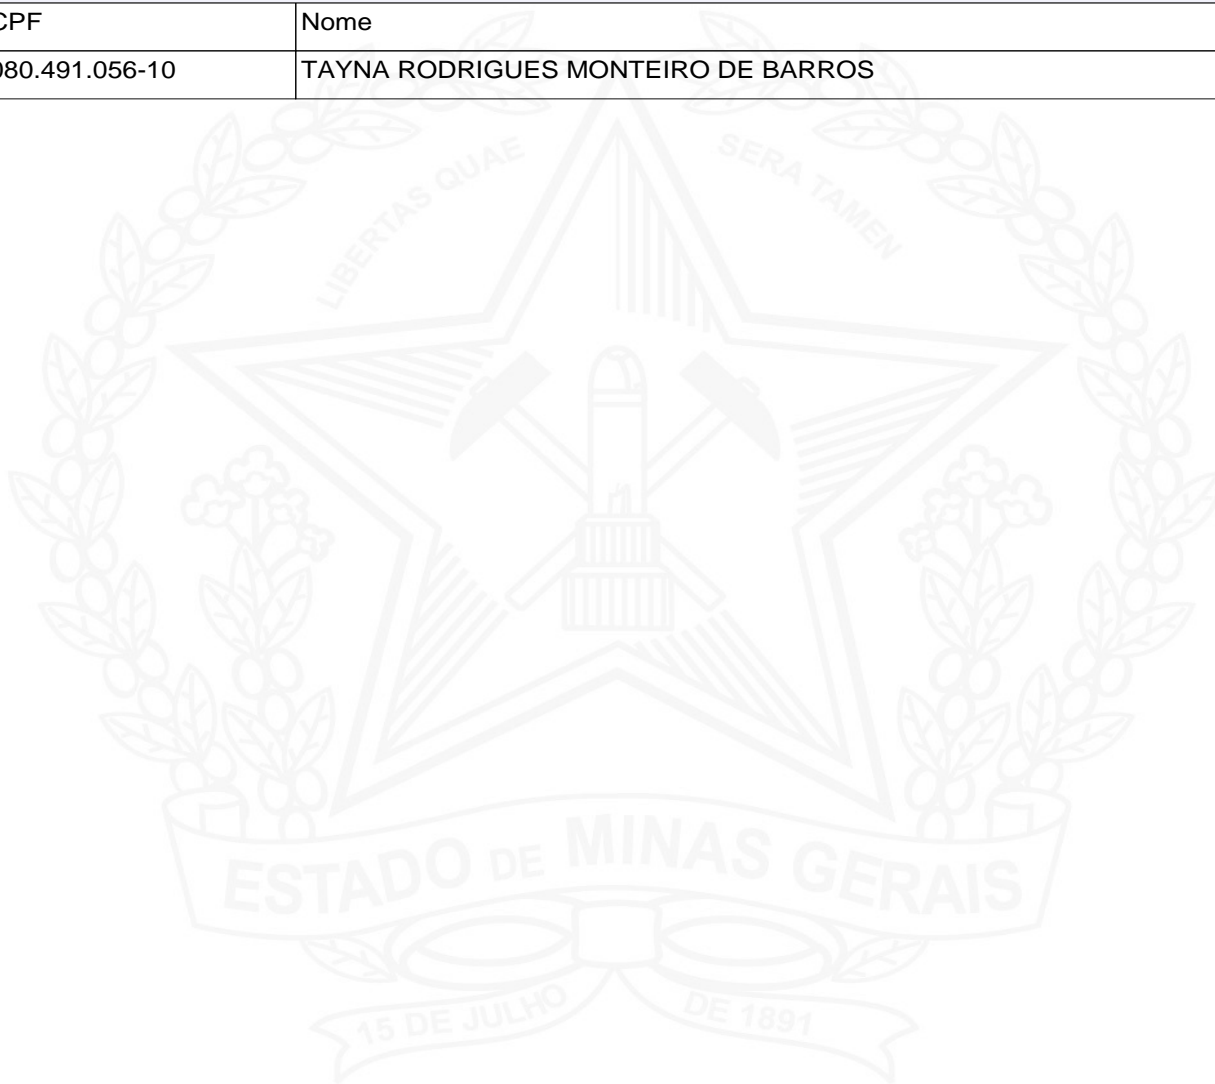 CPF Nome
080.491.056-10 TAYNA RODRIGUES MONTEIRO DE BARROS
LIBERTAS QUAE SERA TAMEN
ESTADO DE MINAS GERAIS
15 DE JULHO DE 1891